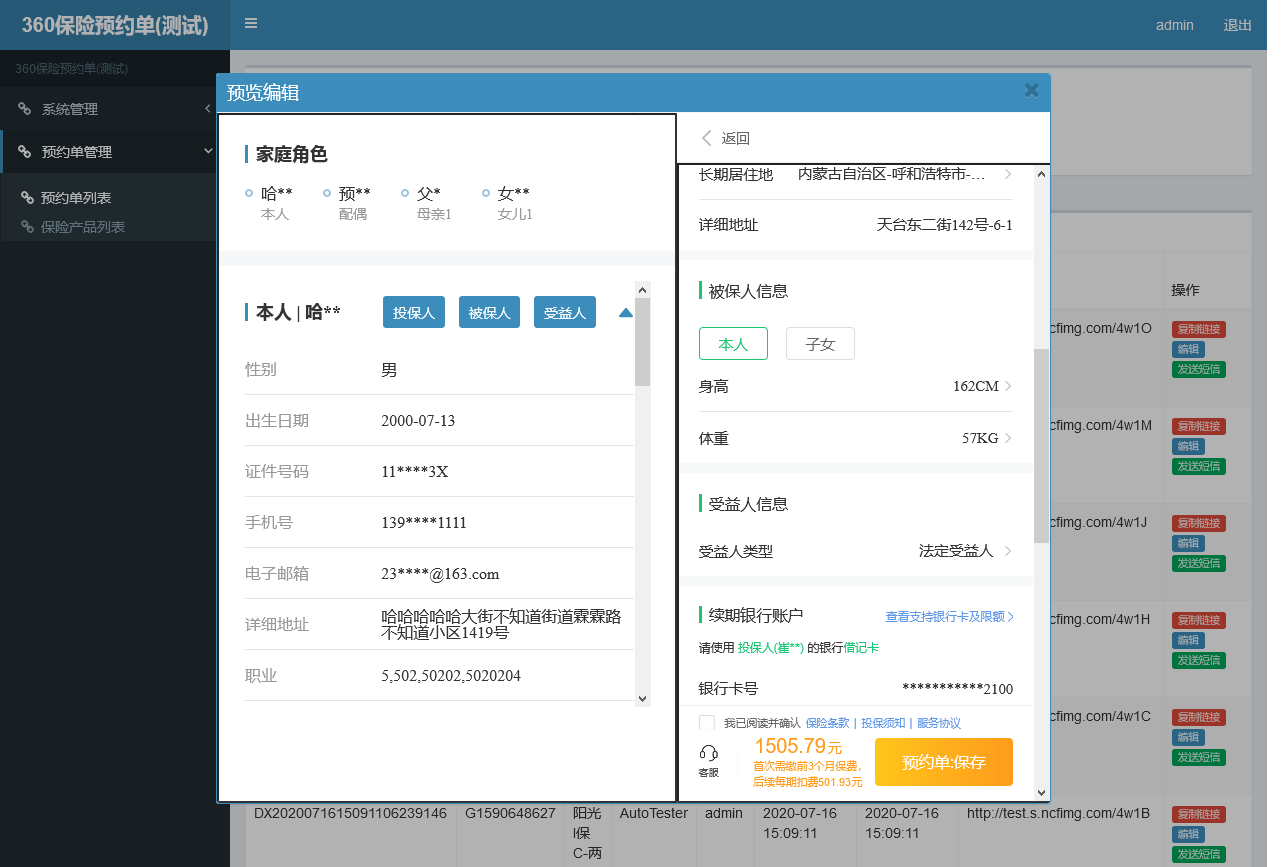 360保险预约单(测试)
admin 退出
360保险预约单(测试)
系统管理
预约单管理
预约单列表
保险产品列表
预览编辑
家庭角色
哈** 预** 父* 女**
本人 配偶 母亲1 女儿1
本人 | 哈** 投保人 被保人 受益人
性别 男
出生日期 2000-07-13
证件号码 11****3X
手机号 139****1111
电子邮箱 23****@163.com
详细地址 哈哈哈哈哈大街不知道街道霖霖路
不知道小区1419号
职业 5,502,50202,5020204
返回
长期居住地 内蒙古自治区-呼和浩特市-...
详细地址 天台东二街142号-6-1
被保人信息
本人 子女
身高 162CM
体重 57KG
受益人信息
受益人类型 法定受益人
续期银行账户 查看支持银行卡及限额
请使用 投保人(崔**) 的银行借记卡
银行卡号 ***********2100
我已阅读并确认 保险条款 | 投保须知 | 服务协议
客服
1505.79元
首次需缴前3个月保费,
后续每期扣费501.93元
预约单:保存
操作
cfimg.com/4w1O 复制链接
编辑
发送短信
cfimg.com/4w1M 复制链接
编辑
发送短信
cfimg.com/4w1J 复制链接
编辑
发送短信
cfimg.com/4w1H 复制链接
编辑
发送短信
cfimg.com/4w1C 复制链接
编辑
发送短信
DX2020071615091106239146 G1590648627 阳光 AutoTester admin 2020-07-16 2020-07-16 http://test.s.ncfimg.com/4w1B 复制链接
I保 15:09:11 15:09:11 编辑
C-两 发送短信